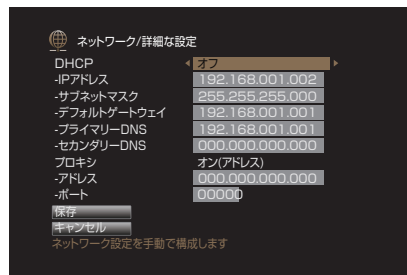 ネットワーク/詳細な設定
DHCP オフ
-IPアドレス 192.168.001.002
-サブネットマスク 255.255.255.000
-デフォルトゲートウェイ 192.168.001.001
-プライマリーDNS 192.168.001.001
-セカンダリーDNS 000.000.000.000
プロキシ オン(アドレス)
-アドレス 000.000.000.000
-ポート 00000
保存
キャンセル
ネットワーク設定を手動で構成します